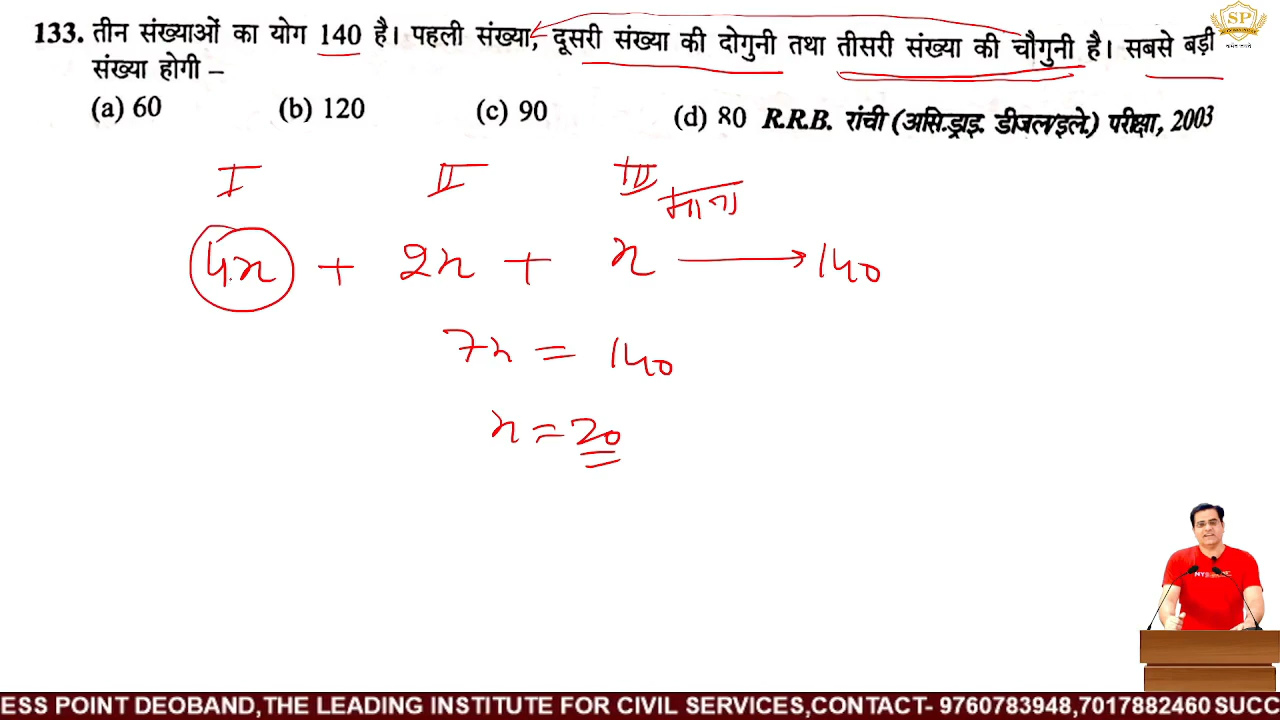 133. तीन संख्याओं का योग 140 है। पहली संख्या, दूसरी संख्या की दोगुनी तथा तीसरी संख्या की चौगुनी है। सबसे बड़ी
संख्या होगी –
(a) 60 (b) 120 (c) 90 (d) 80 R.R.B. रांची (असि.ड्राइ. डीजल/इले.) परीक्षा, 2003
I II III माना
4x + 2x + x → 140
7x = 140
x = 20
SP
ESS POINT DEOBAND,THE LEADING INSTITUTE FOR CIVIL SERVICES,CONTACT- 9760783948,7017882460 SUCC